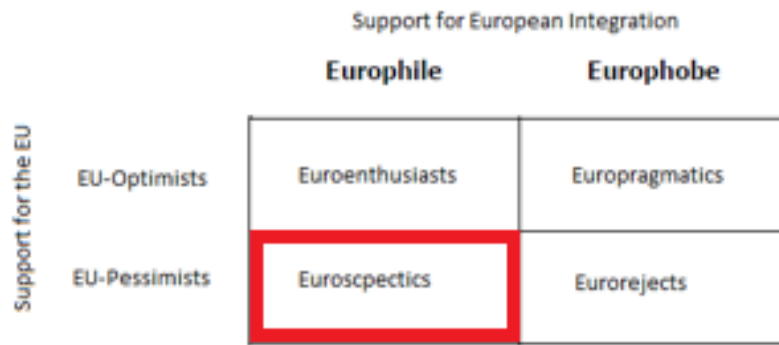 Support for European Integration
Europhile Europhobe
Support for the EU
EU-Optimists Euroenthusiasts Europragmatics
EU-Pessimists Euroscpectics Eurorejects